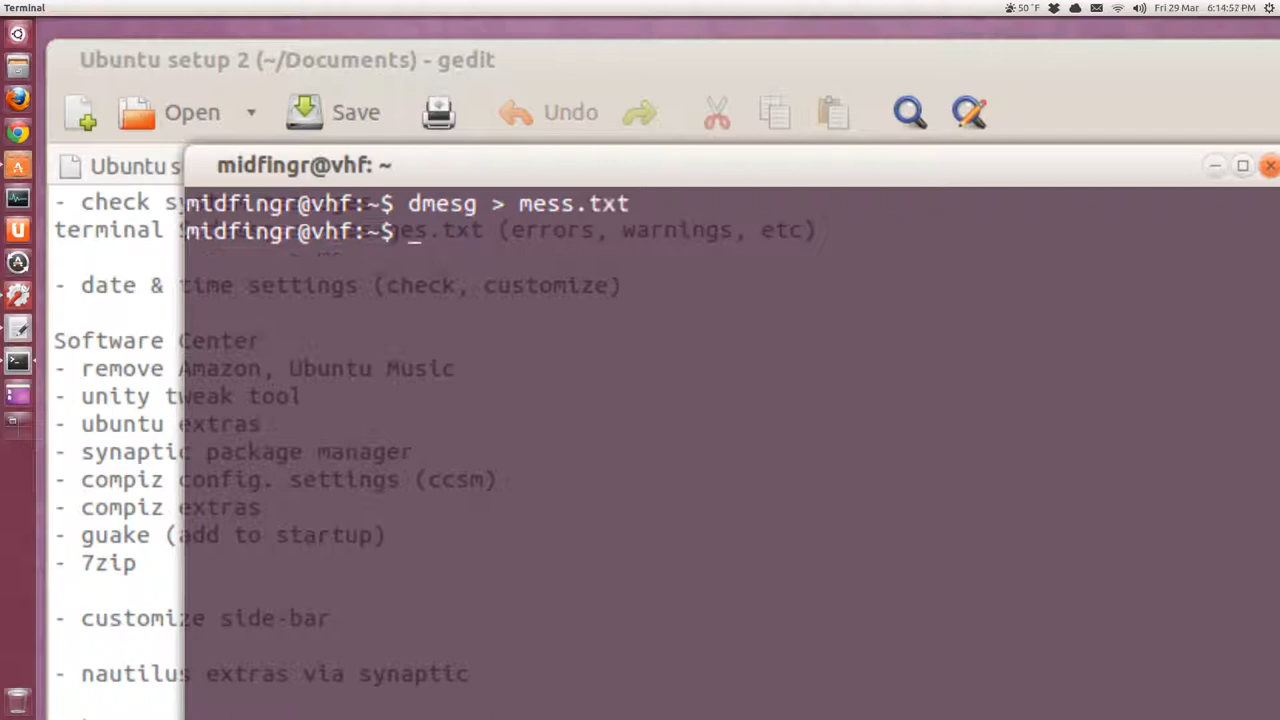 Terminal
50 °F
Fri 29 Mar
6:14:52 PM
Ubuntu setup 2 (~/Documents) - gedit
Open
Save
Undo
Ubuntu s
midfingr@vhf: ~
midfingr@vhf:~$ dmesg > mess.txt
midfingr@vhf:~$ _
- check sy
terminal ges.txt (errors, warnings, etc)
- date & time settings (check, customize)
Software Center
- remove Amazon, Ubuntu Music
- unity tweak tool
- ubuntu extras
- synaptic package manager
- compiz config. settings (ccsm)
- compiz extras
- guake (add to startup)
- 7zip
- customize side-bar
- nautilus extras via synaptic